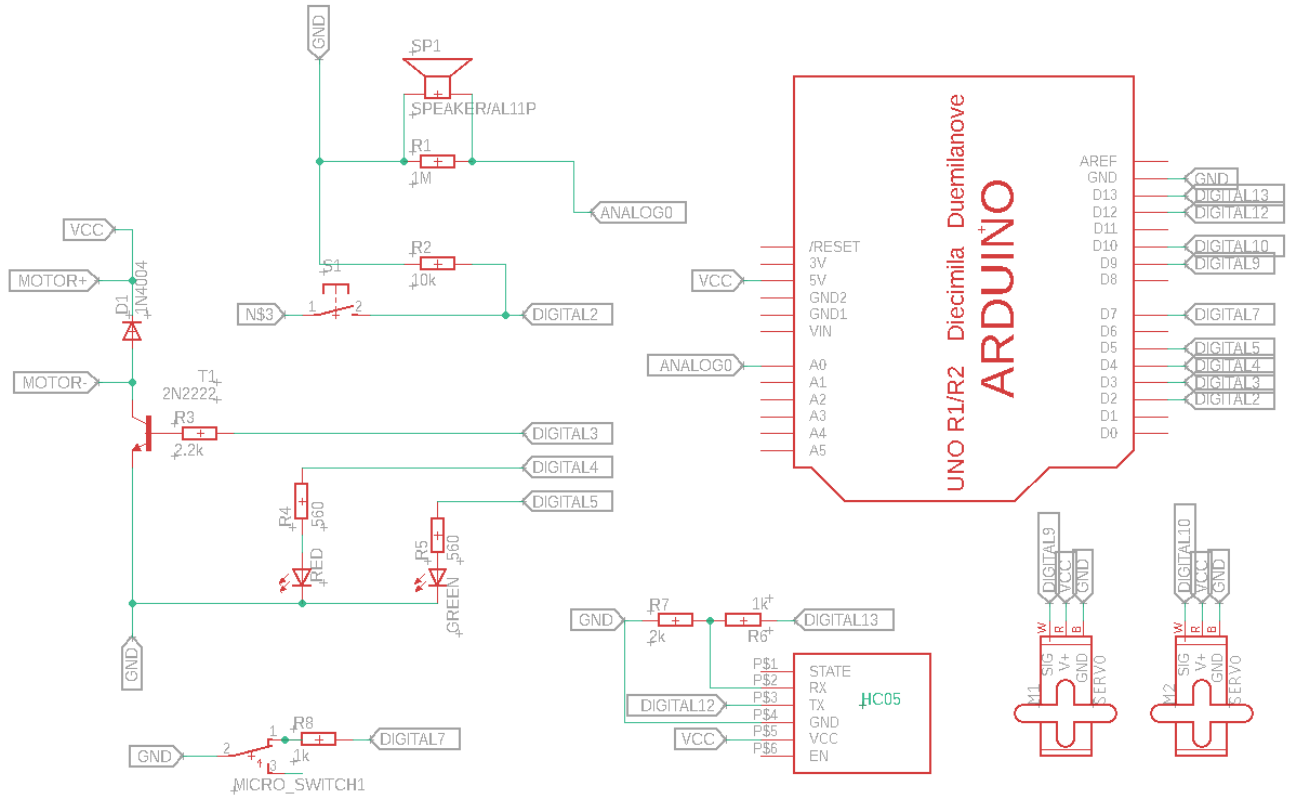 GND
SP1
SPEAKER/AL11P
R1
1M
ANALOG0
VCC
MOTOR+
D1
1N4004
R2
10k
S1
N$3
1
2
DIGITAL2
MOTOR-
T1
2N2222
R3
2.2k
DIGITAL3
DIGITAL4
R4
560
DIGITAL5
R5
560
RED
GREEN
GND
GND
2
1
3
R8
1k
DIGITAL7
MICRO_SWITCH1
UNO R1/R2 Diecimila Duemilanove
ARDUINO
/RESET
3V
5V
GND2
GND1
VIN
A0
A1
A2
A3
A4
A5
VCC
ANALOG0
AREF
GND
D13
D12
D11
D10
D9
D8
D7
D6
D5
D4
D3
D2
D1
D0
GND
DIGITAL13
DIGITAL12
DIGITAL10
DIGITAL9
DIGITAL7
DIGITAL5
DIGITAL4
DIGITAL3
DIGITAL2
GND
R7
2k
1k
R6
DIGITAL13
P$1
P$2
P$3
P$4
P$5
P$6
STATE
RX
TX
GND
VCC
EN
HC05
DIGITAL12
VCC
DIGITAL9
VCC
GND
W
R
B
SIG
V+
GND
M1
SERVO
DIGITAL10
VCC
GND
W
R
B
SIG
V+
GND
M2
SERVO